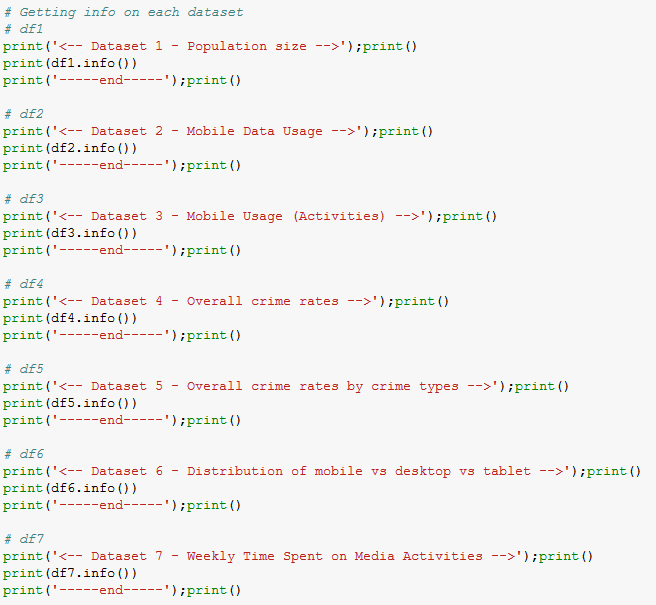 # Getting info on each dataset
# df1
print('<-- Dataset 1 - Population size -->');print()
print(df1.info())
print('-----end-----');print()
# df2
print('<-- Dataset 2 - Mobile Data Usage -->');print()
print(df2.info())
print('-----end-----');print()
# df3
print('<-- Dataset 3 - Mobile Usage (Activities) -->');print()
print(df3.info())
print('-----end-----');print()
# df4
print('<-- Dataset 4 - Overall crime rates -->');print()
print(df4.info())
print('-----end-----');print()
# df5
print('<-- Dataset 5 - Overall crime rates by crime types -->');print()
print(df5.info())
print('-----end-----');print()
# df6
print('<-- Dataset 6 - Distribution of mobile vs desktop vs tablet -->');print()
print(df6.info())
print('-----end-----');print()
# df7
print('<-- Dataset 7 - Weekly Time Spent on Media Activities -->');print()
print(df7.info())
print('-----end-----');print()